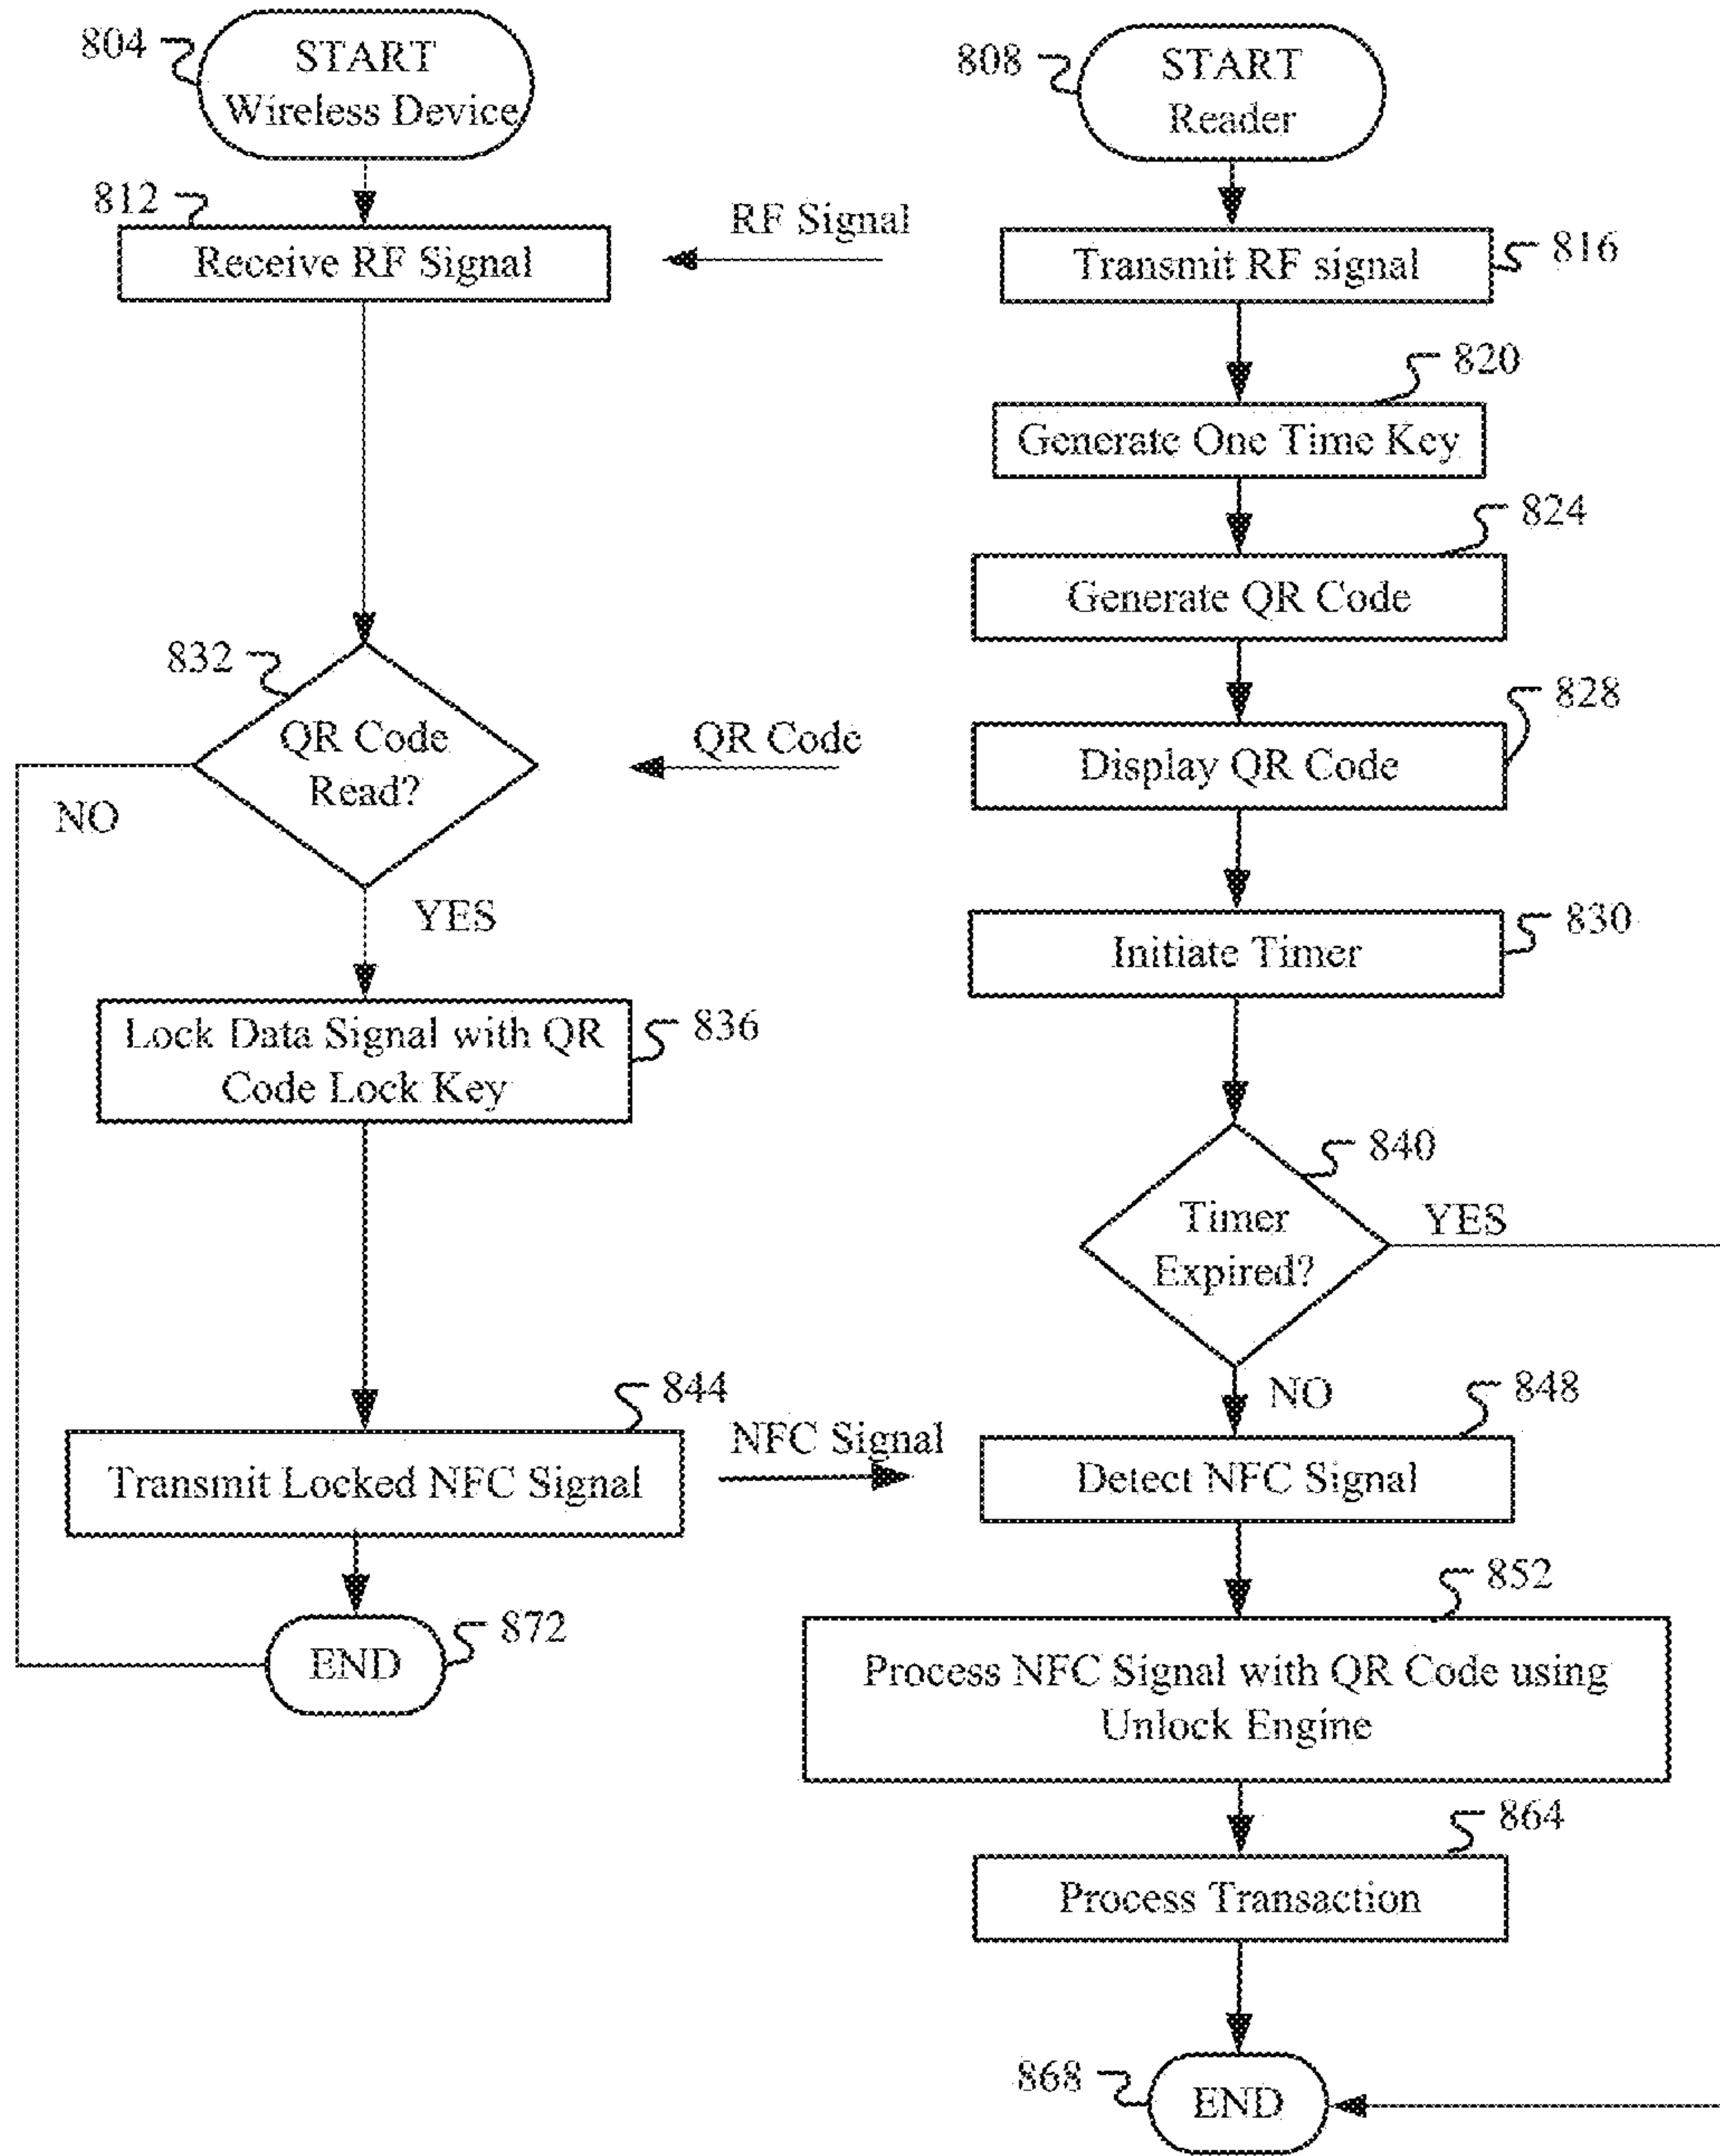 804
START
Wireless Device
808
START
Reader
812
Receive RF Signal
RF Signal
Transmit RF signal
816
820
Generate One Time Key
824
Generate QR Code
832
QR Code
Read?
NO
YES
QR Code
828
Display QR Code
830
Initiate Timer
Lock Data Signal with QR
Code Lock Key
836
840
Timer
Expired?
YES
NO
844
Transmit Locked NFC Signal
NFC Signal
848
Detect NFC Signal
END
872
852
Process NFC Signal with QR Code using
Unlock Engine
864
Process Transaction
868
END